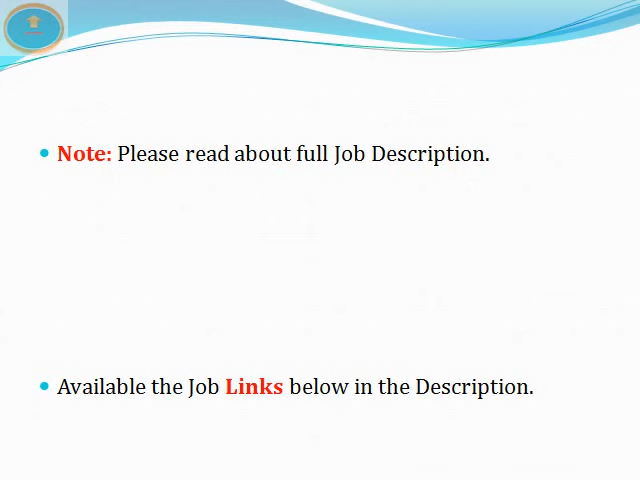 Note: Please read about full Job Description.
Available the Job Links below in the Description.